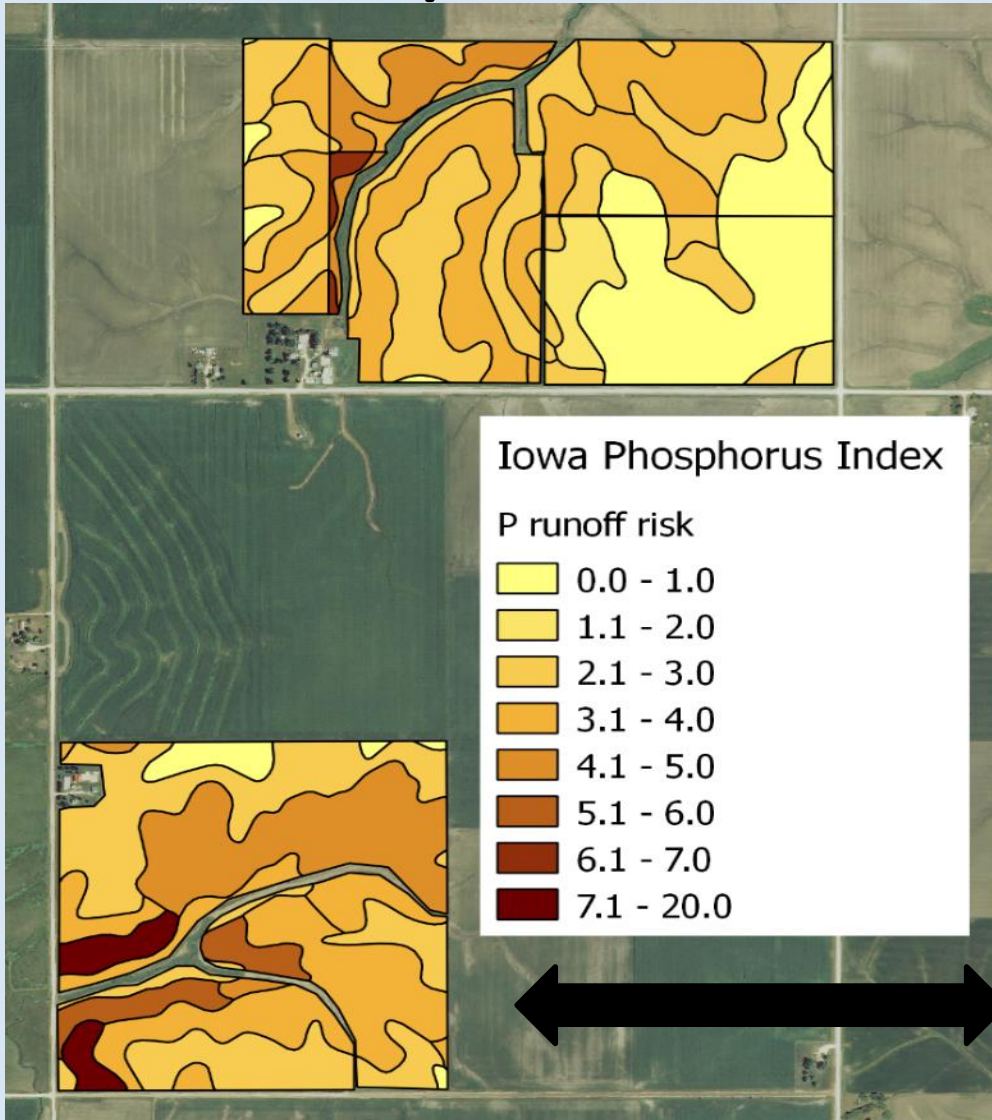 Iowa Phosphorus Index
P runoff risk
0.0 - 1.0
1.1 - 2.0
2.1 - 3.0
3.1 - 4.0
4.1 - 5.0
5.1 - 6.0
6.1 - 7.0
7.1 - 20.0